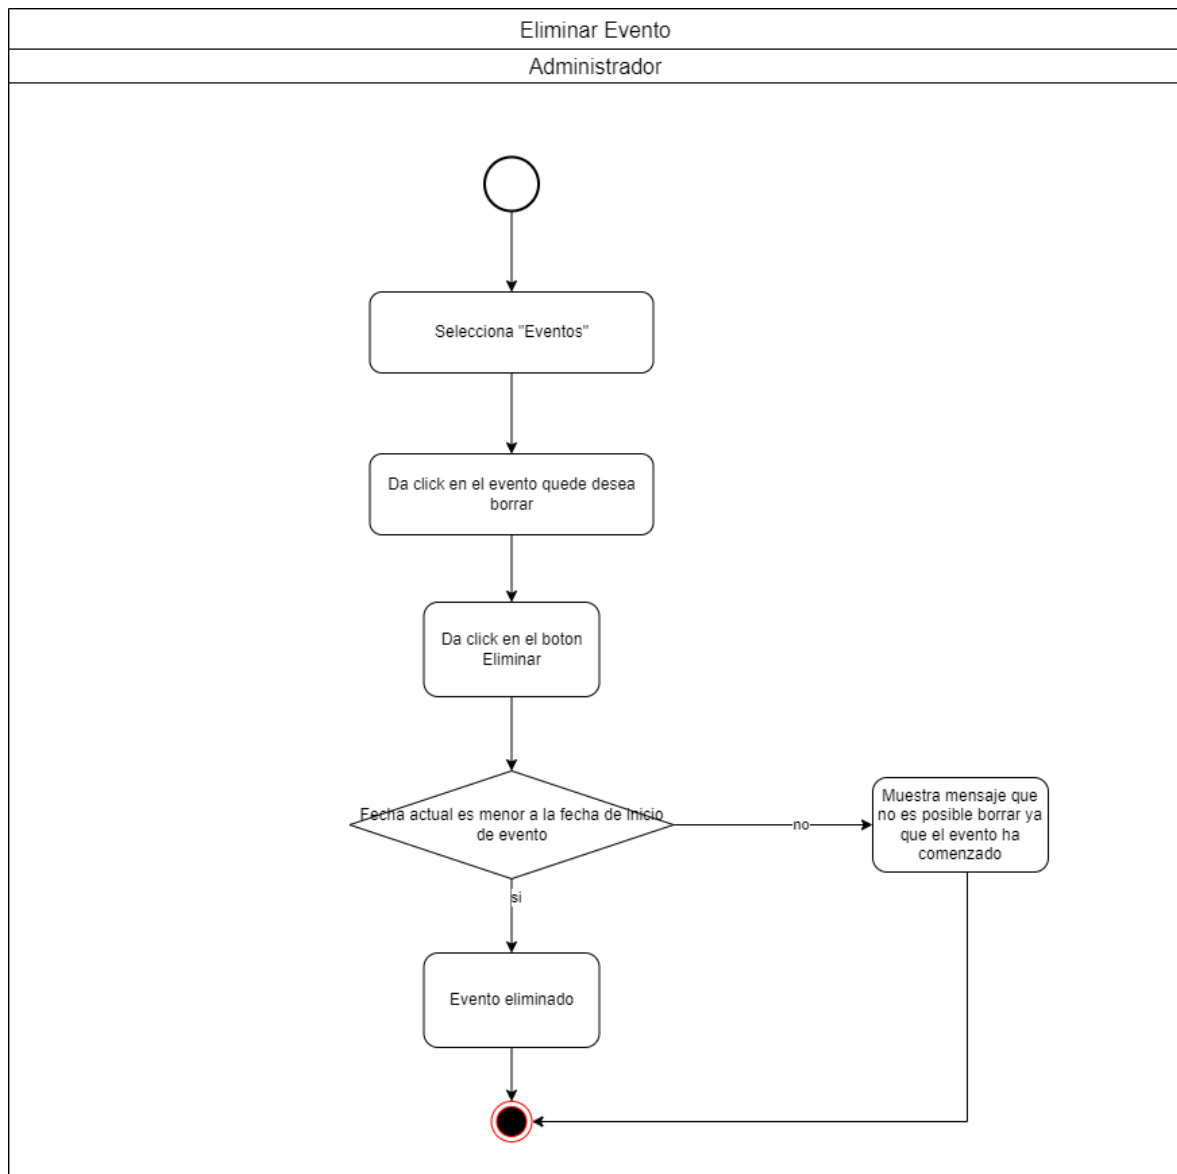 Eliminar Evento
Administrador
Selecciona "Eventos"
Da click en el evento quede desea
borrar
Da click en el boton
Eliminar
Fecha actual es menor a la fecha de inicio
de evento
no
Muestra mensaje que
no es posible borrar ya
que el evento ha
comenzado
si
Evento eliminado